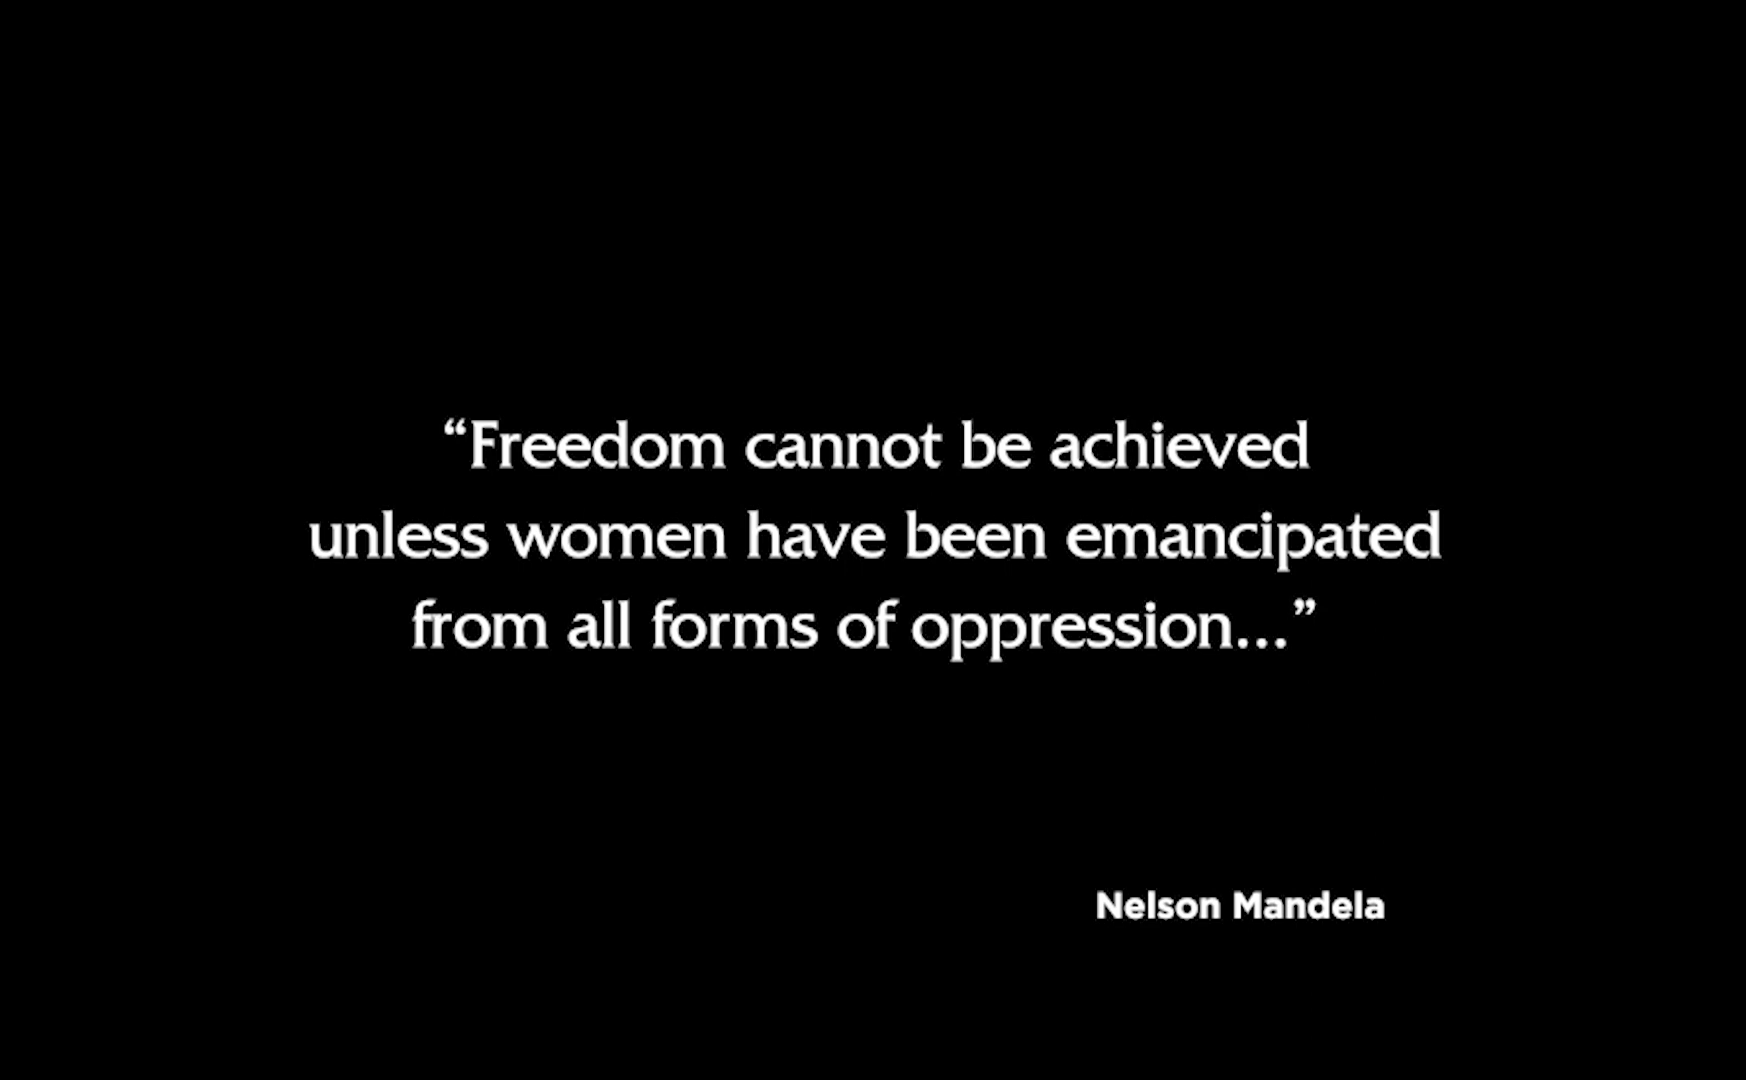 “Freedom cannot be achieved
unless women have been emancipated
from all forms of oppression...”
Nelson Mandela